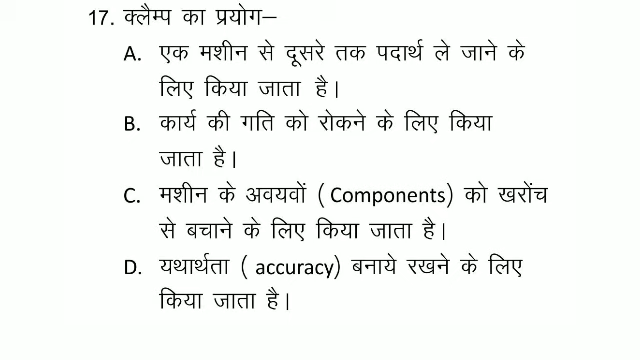 17. क्लैम्प का प्रयोग–
A. एक मशीन से दूसरे तक पदार्थ ले जाने के
लिए किया जाता है।
B. कार्य की गति को रोकने के लिए किया
जाता है।
C. मशीन के अवयवों ( Components) को खरोंच
से बचाने के लिए किया जाता है।
D. यथार्थता ( accuracy) बनाये रखने के लिए
किया जाता है।